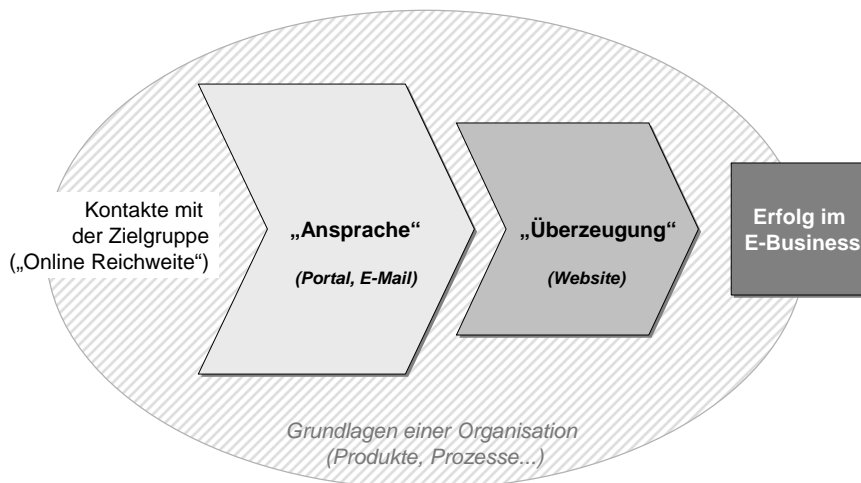 Kontakte mit
der Zielgruppe
(„Online Reichweite“)
„Ansprache“
(Portal, E-Mail)
„Überzeugung“
(Website)
Erfolg im
E-Business
Grundlagen einer Organisation
(Produkte, Prozesse...)